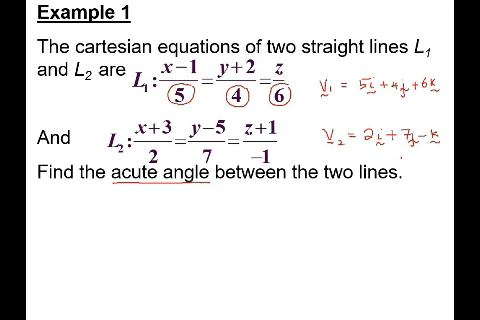 Example 1
The cartesian equations of two straight lines L₁
and L₂ are L₁: (x−1)/5 = (y+2)/4 = z/6
v₁ = 5i + 4j + 6k
And L₂: (x+3)/2 = (y−5)/7 = (z+1)/−1
v₂ = 2i + 7j − k
Find the acute angle between the two lines.